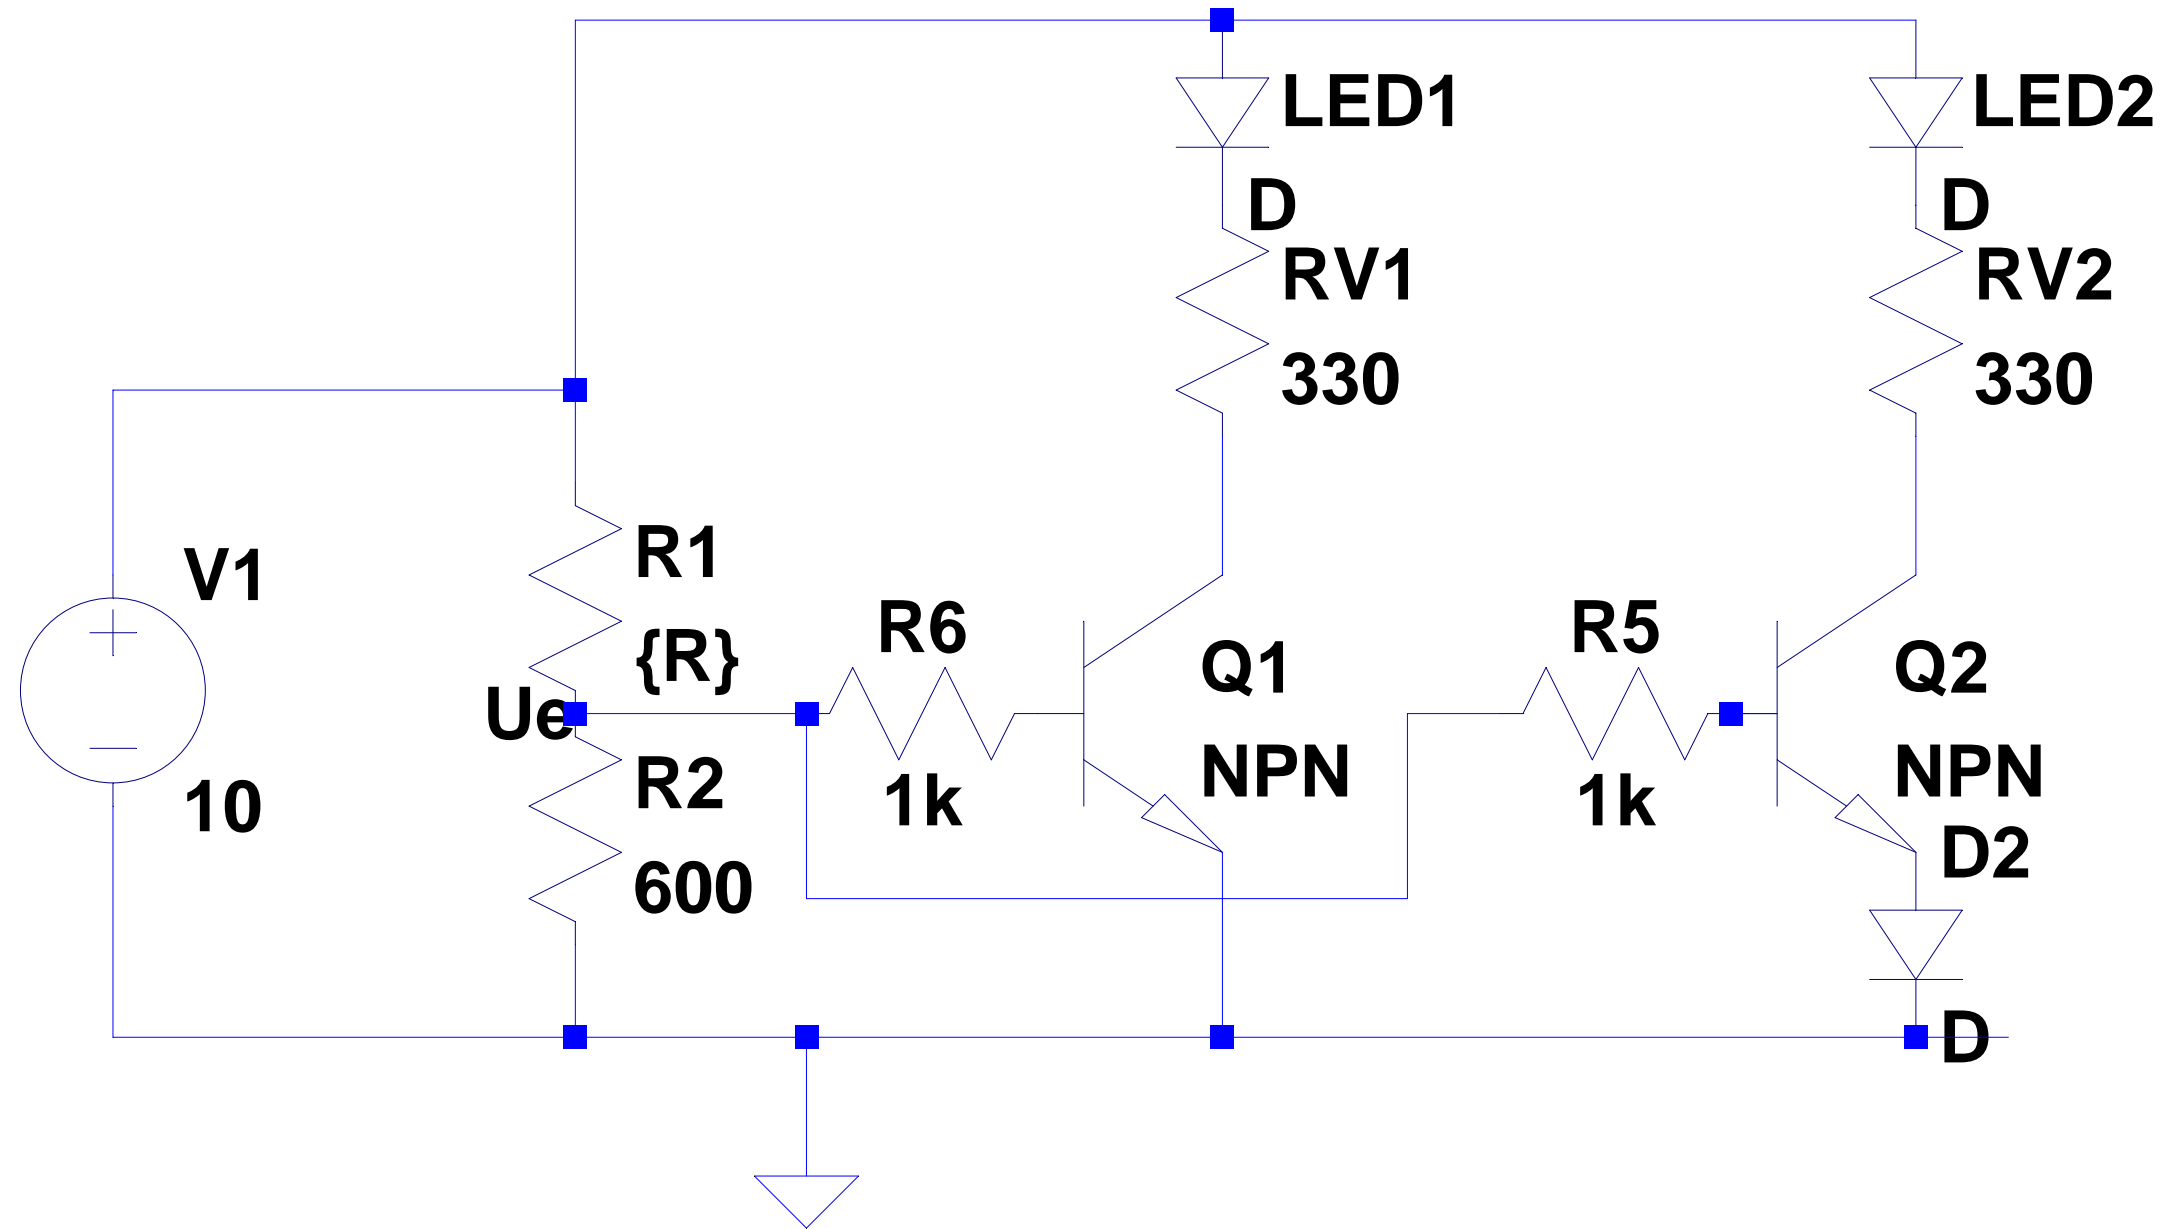 LED1
D
LED2
D
RV1
330
RV2
330
V1
10
R1
{R}
Ue
R2
600
R6
1k
Q1
NPN
R5
1k
Q2
NPN
D2
D